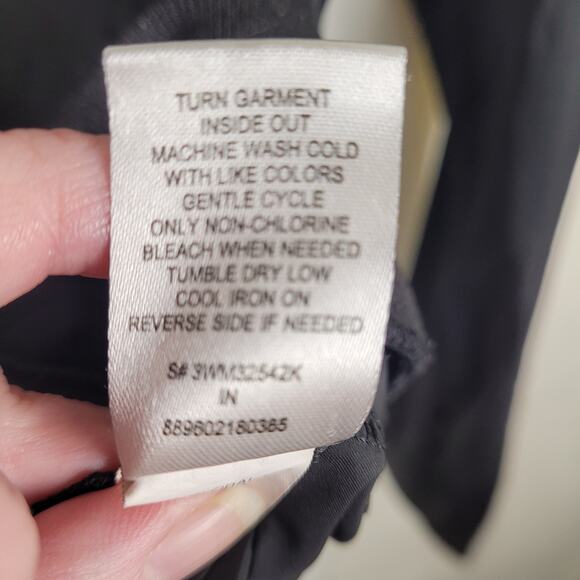 TURN GARMENT
INSIDE OUT
MACHINE WASH COLD
WITH LIKE COLORS
GENTLE CYCLE
ONLY NON-CHLORINE
BLEACH WHEN NEEDED
TUMBLE DRY LOW
COOL IRON ON
REVERSE SIDE IF NEEDED
S# 3WM32542K
IN
889602180385